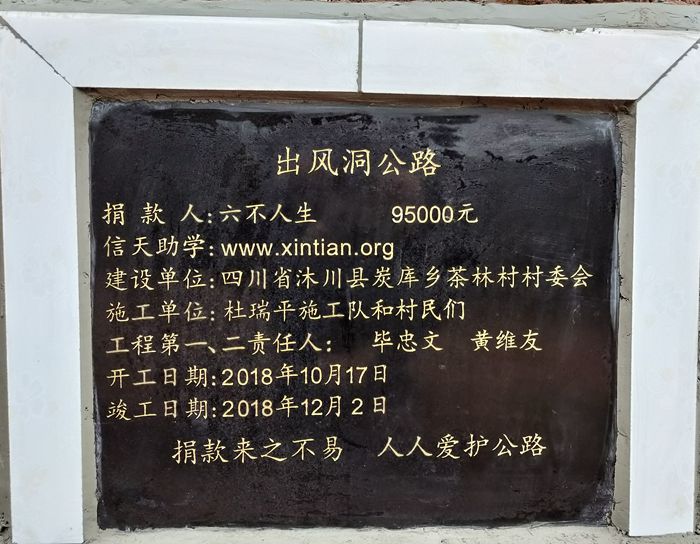 出风洞公路
捐款人:六不人生 95000元
信天助学:www.xintian.org
建设单位:四川省沐川县炭库乡茶林村村委会
施工单位:杜瑞平施工队和村民们
工程第一、二责任人: 毕忠文 黄维友
开工日期:2018年10月17日
竣工日期:2018年12月2日
捐款来之不易 人人爱护公路